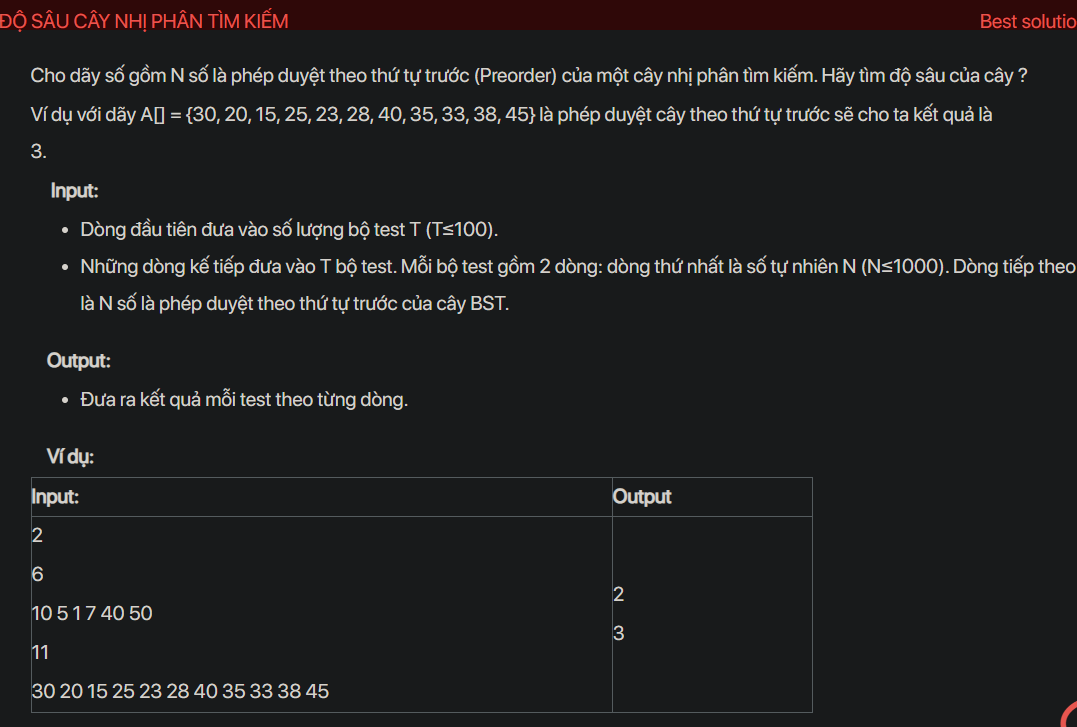 ĐỘ SÂU CÂY NHỊ PHÂN TÌM KIẾM
Best solutio
Cho dãy số gồm N số là phép duyệt theo thứ tự trước (Preorder) của một cây nhị phân tìm kiếm. Hãy tìm độ sâu của cây ?
Ví dụ với dãy A[] = {30, 20, 15, 25, 23, 28, 40, 35, 33, 38, 45} là phép duyệt cây theo thứ tự trước sẽ cho ta kết quả là
3.
Input:
• Dòng đầu tiên đưa vào số lượng bộ test T (T≤100).
• Những dòng kế tiếp đưa vào T bộ test. Mỗi bộ test gồm 2 dòng: dòng thứ nhất là số tự nhiên N (N≤1000). Dòng tiếp theo
là N số là phép duyệt theo thứ tự trước của cây BST.
Output:
• Đưa ra kết quả mỗi test theo từng dòng.
Ví dụ:
Input:
Output
2
6
10 5 1 7 40 50
11
30 20 15 25 23 28 40 35 33 38 45
2
3